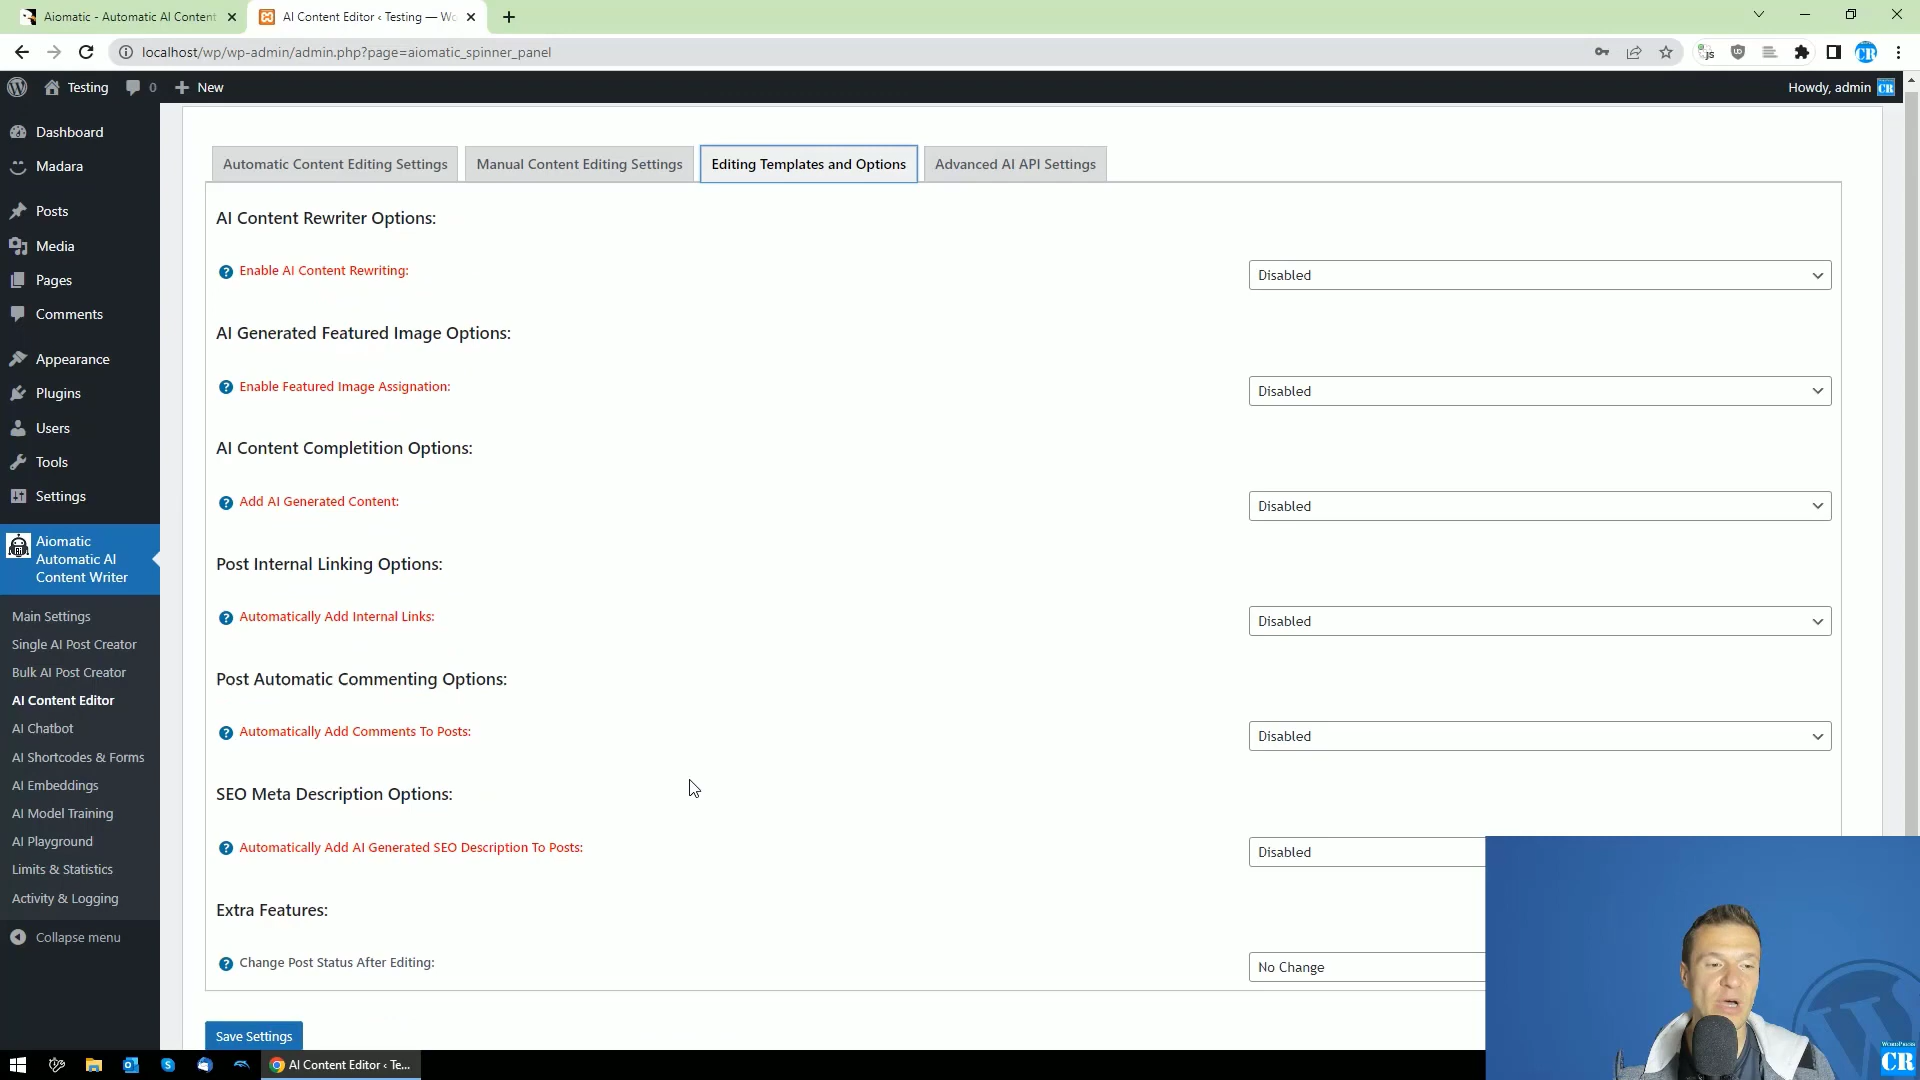 Aiomatic - Automatic AI Content
AI Content Editor ‹ Testing — Wo
localhost/wp/wp-admin/admin.php?page=aiomatic_spinner_panel
JS
CR
Testing
0
New
Howdy, admin
CR
Dashboard
Madara
Posts
Media
Pages
Comments
Appearance
Plugins
Users
Tools
Settings
Aiomatic
Automatic AI
Content Writer
Main Settings
Single AI Post Creator
Bulk AI Post Creator
AI Content Editor
AI Chatbot
AI Shortcodes & Forms
AI Embeddings
AI Model Training
AI Playground
Limits & Statistics
Activity & Logging
Collapse menu
Automatic Content Editing Settings
Manual Content Editing Settings
Editing Templates and Options
Advanced AI API Settings
AI Content Rewriter Options:
Enable AI Content Rewriting:
Disabled
AI Generated Featured Image Options:
Enable Featured Image Assignation:
Disabled
AI Content Completition Options:
Add AI Generated Content:
Disabled
Post Internal Linking Options:
Automatically Add Internal Links:
Disabled
Post Automatic Commenting Options:
Automatically Add Comments To Posts:
Disabled
SEO Meta Description Options:
Automatically Add AI Generated SEO Description To Posts:
Disabled
Extra Features:
Change Post Status After Editing:
No Change
Save Settings
AI Content Editor ‹ Te...
WORDPRESS
CR